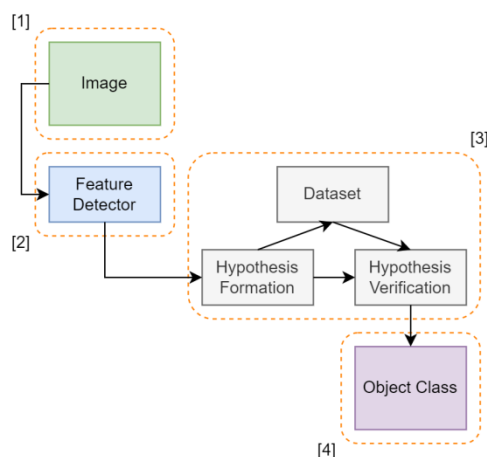 [1]
Image
[3]
Feature
Detector
Dataset
[2]
Hypothesis
Formation
Hypothesis
Verification
Object Class
[4]